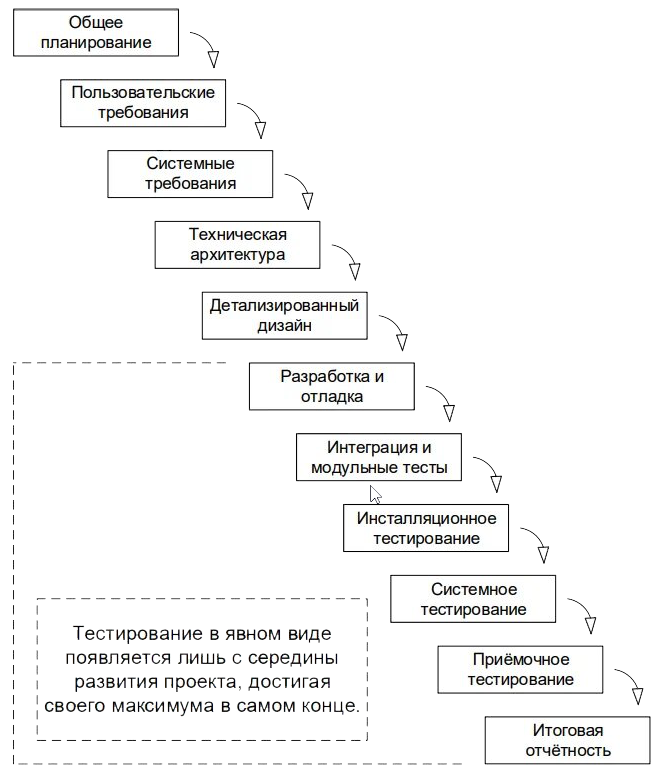 Общее
планирование
Пользовательские
требования
Системные
требования
Техническая
архитектура
Детализированный
дизайн
Разработка и
отладка
Интеграция и
модульные тесты
Инсталляционное
тестирование
Системное
тестирование
Приёмочное
тестирование
Итоговая
отчётность
Тестирование в явном виде
появляется лишь с середины
развития проекта, достигая
своего максимума в самом конце.